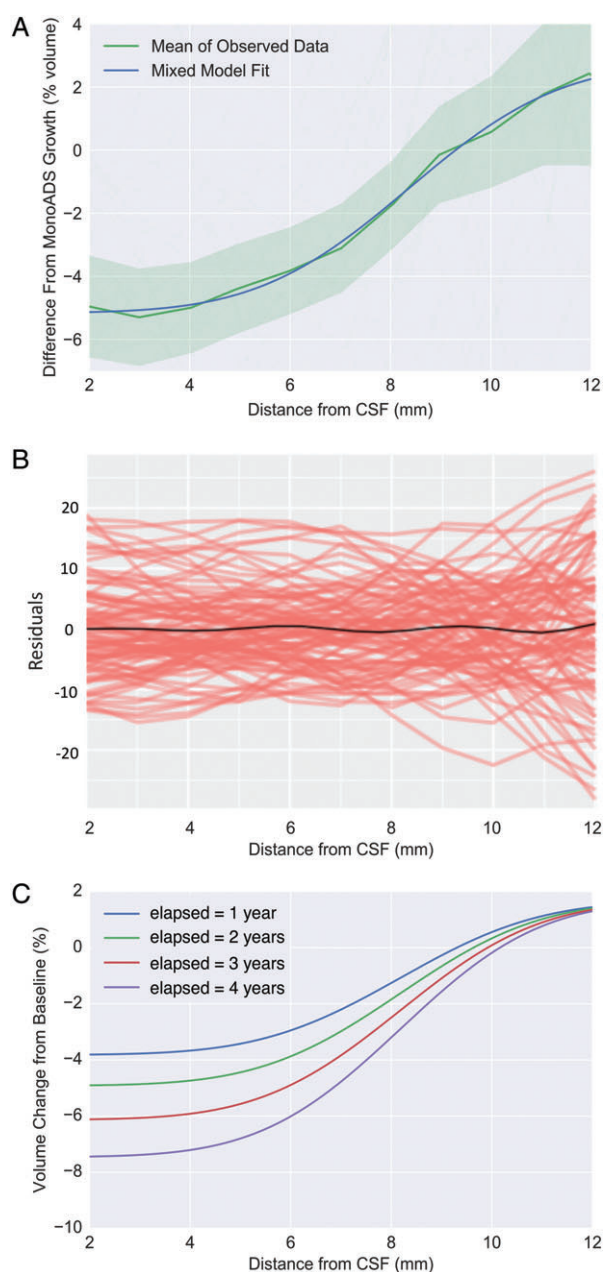 A
Difference From MonoADS Growth (% volume)
4
2
0
−2
−4
−6
Mean of Observed Data
Mixed Model Fit
2 4 6 8 10 12
Distance from CSF (mm)
B
Residuals
20
10
0
-10
-20
2 4 6 8 10 12
Distance from CSF (mm)
C
Volume Change from Baseline (%)
2
0
−2
−4
−6
−8
−10
elapsed = 1 year
elapsed = 2 years
elapsed = 3 years
elapsed = 4 years
2 4 6 8 10 12
Distance from CSF (mm)